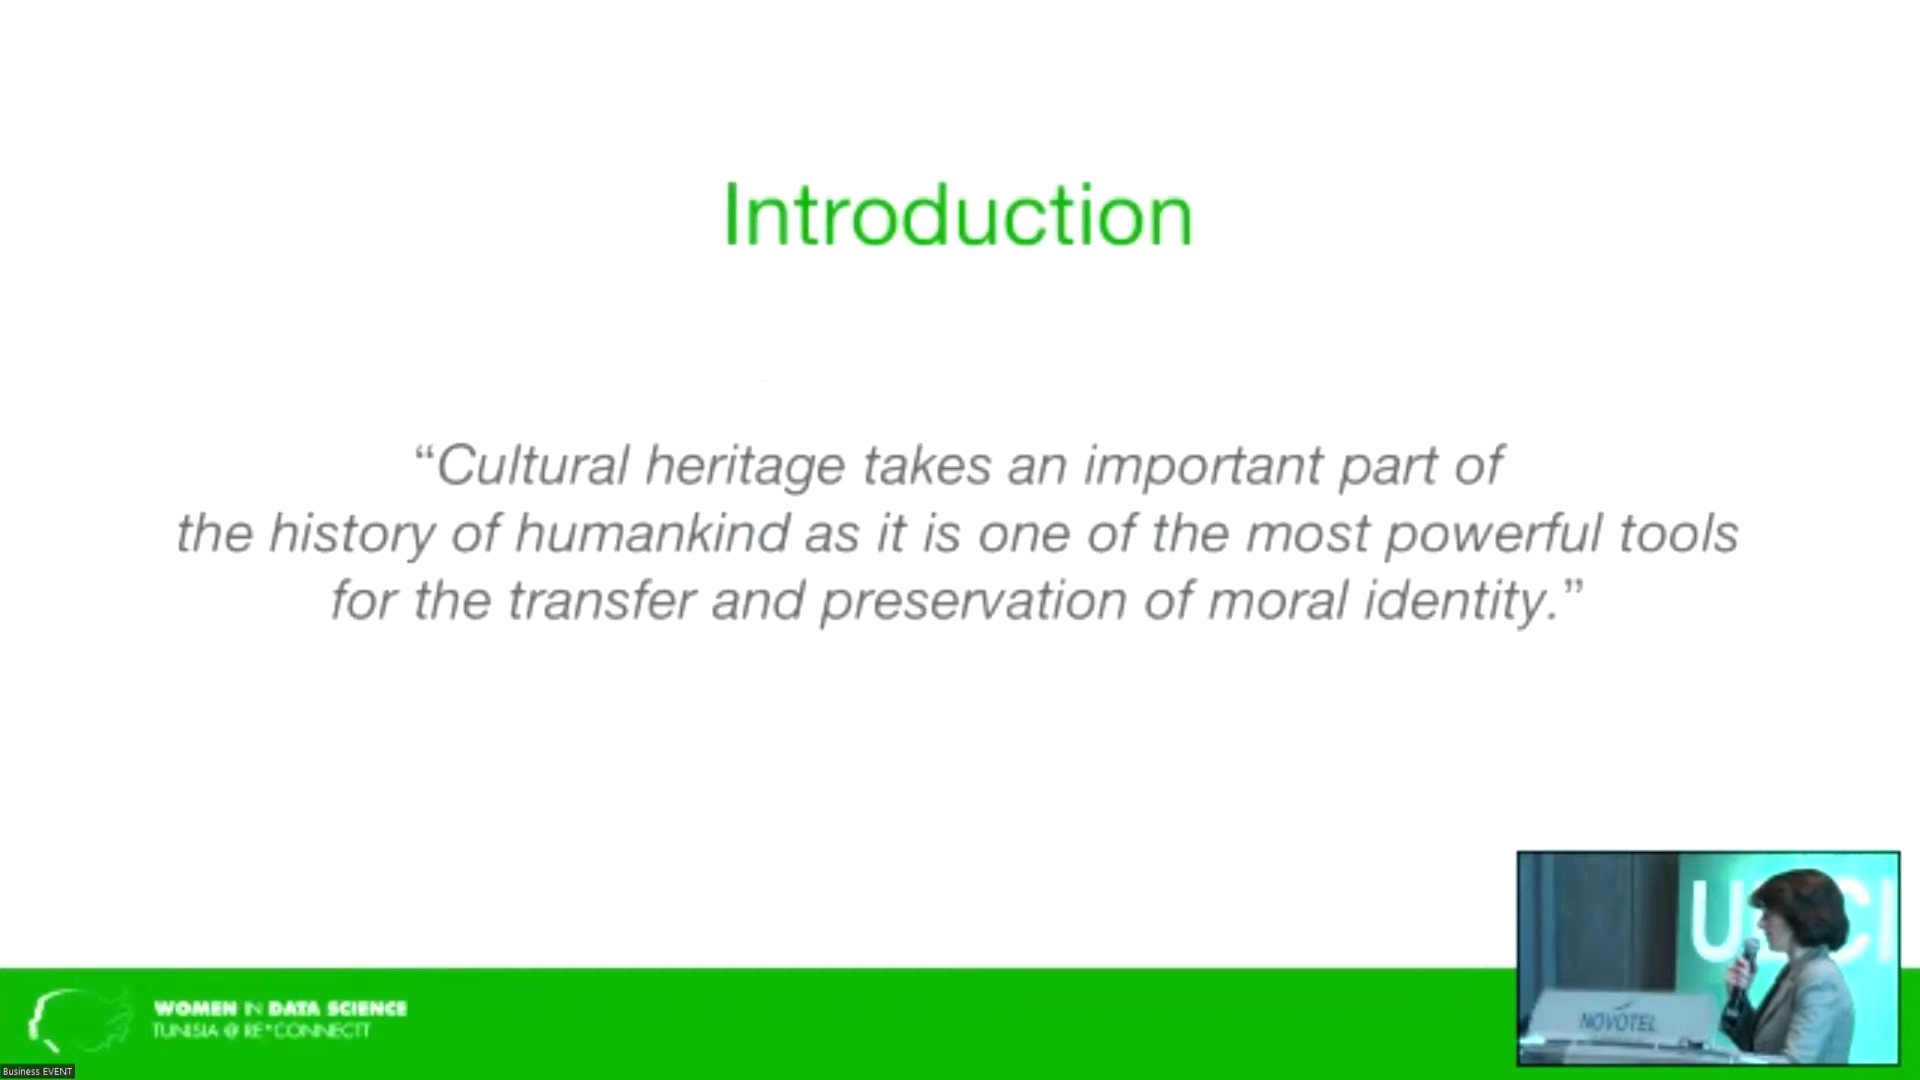 Introduction
“Cultural heritage takes an important part of
the history of humankind as it is one of the most powerful tools
for the transfer and preservation of moral identity.”
WOMEN IN DATA SCIENCE
TUNISIA @ RE*CONNECTT
NOVOTEL
Business EVENT